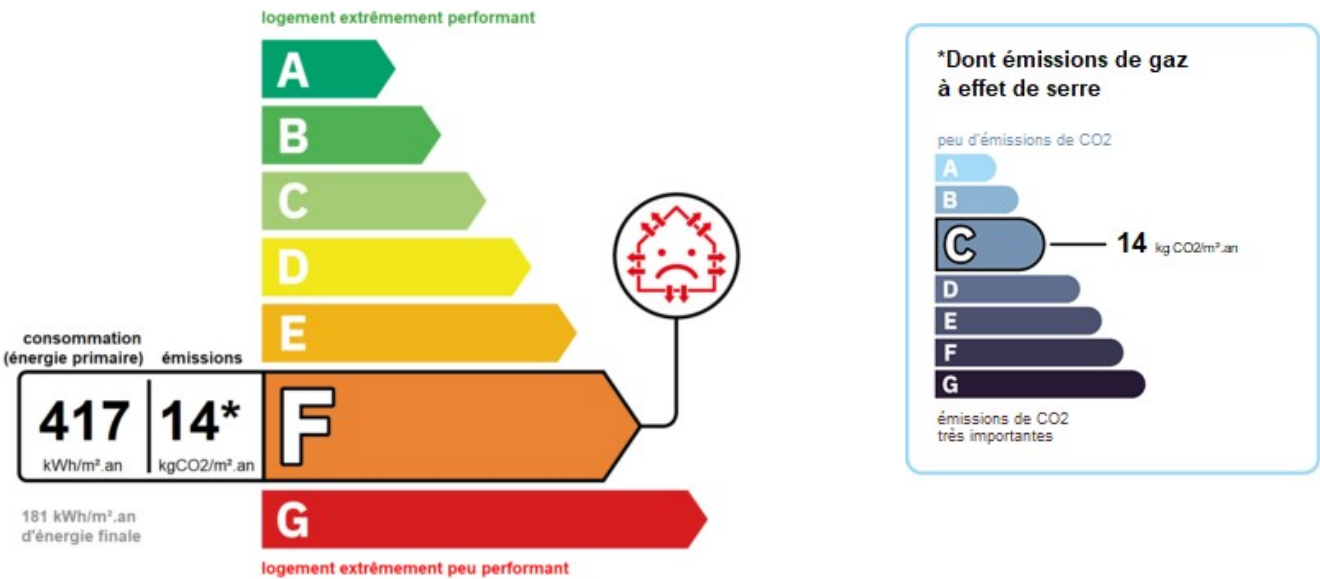 logement extrêmement performant
A
B
C
D
E
consommation
(énergie primaire) émissions
417 14*
kWh/m².an kgCO2/m².an
F
181 kWh/m².an
d'énergie finale
G
logement extrêmement peu performant
*Dont émissions de gaz
à effet de serre
peu d'émissions de CO2
A
B
C 14 kg CO2/m².an
D
E
F
G
émissions de CO2
très importantes